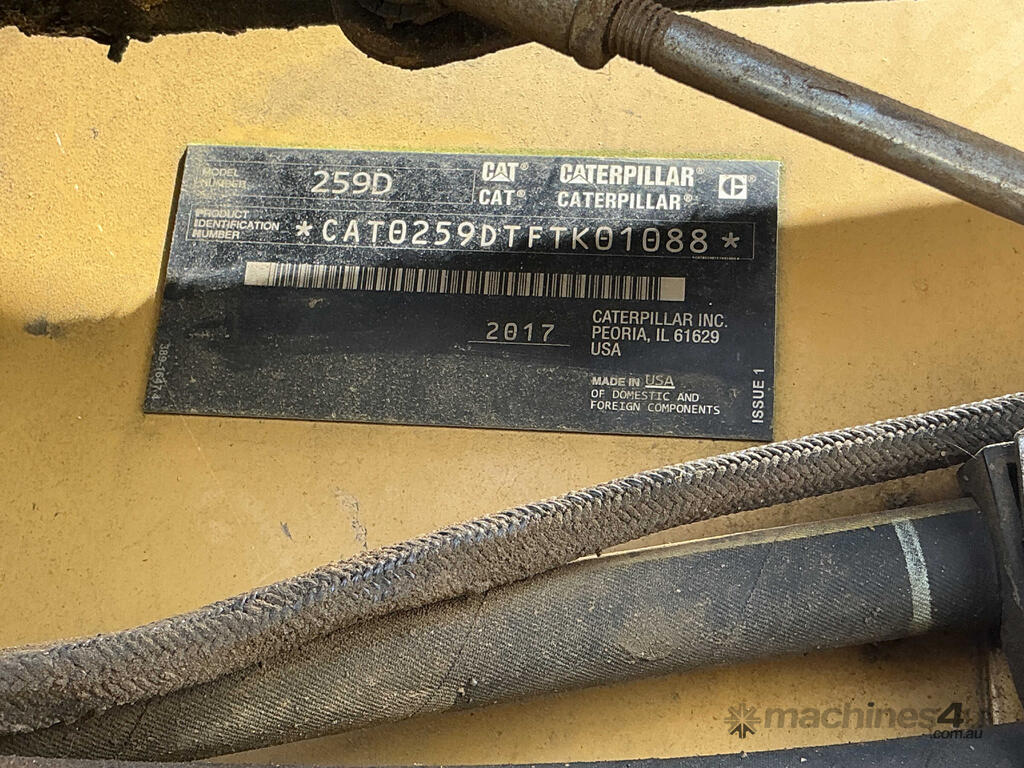 MODEL
NUMBER
259D
CAT® CATERPILLAR®
CAT® CATERPILLAR®
C®
PRODUCT
IDENTIFICATION
NUMBER
*CAT0259DTFTK01088*
2017
CATERPILLAR INC.
PEORIA, IL 61629
USA
MADE IN USA
OF DOMESTIC AND
FOREIGN COMPONENTS
ISSUE 1
machines4u
.com.au